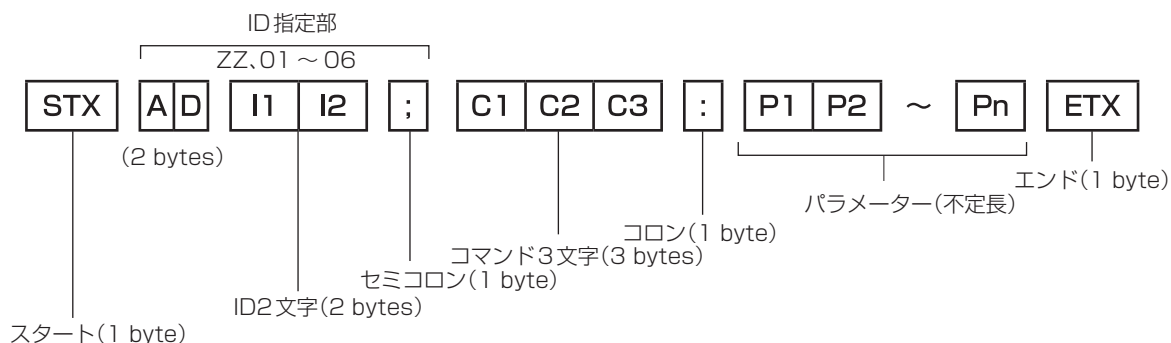 ID指定部
ZZ、01 ～ 06
STX A D I1 I2 ; C1 C2 C3 : P1 P2 ～ Pn ETX
(2 bytes)
エンド(1 byte)
パラメーター(不定長)
コロン(1 byte)
コマンド3文字(3 bytes)
セミコロン(1 byte)
ID2文字(2 bytes)
スタート(1 byte)